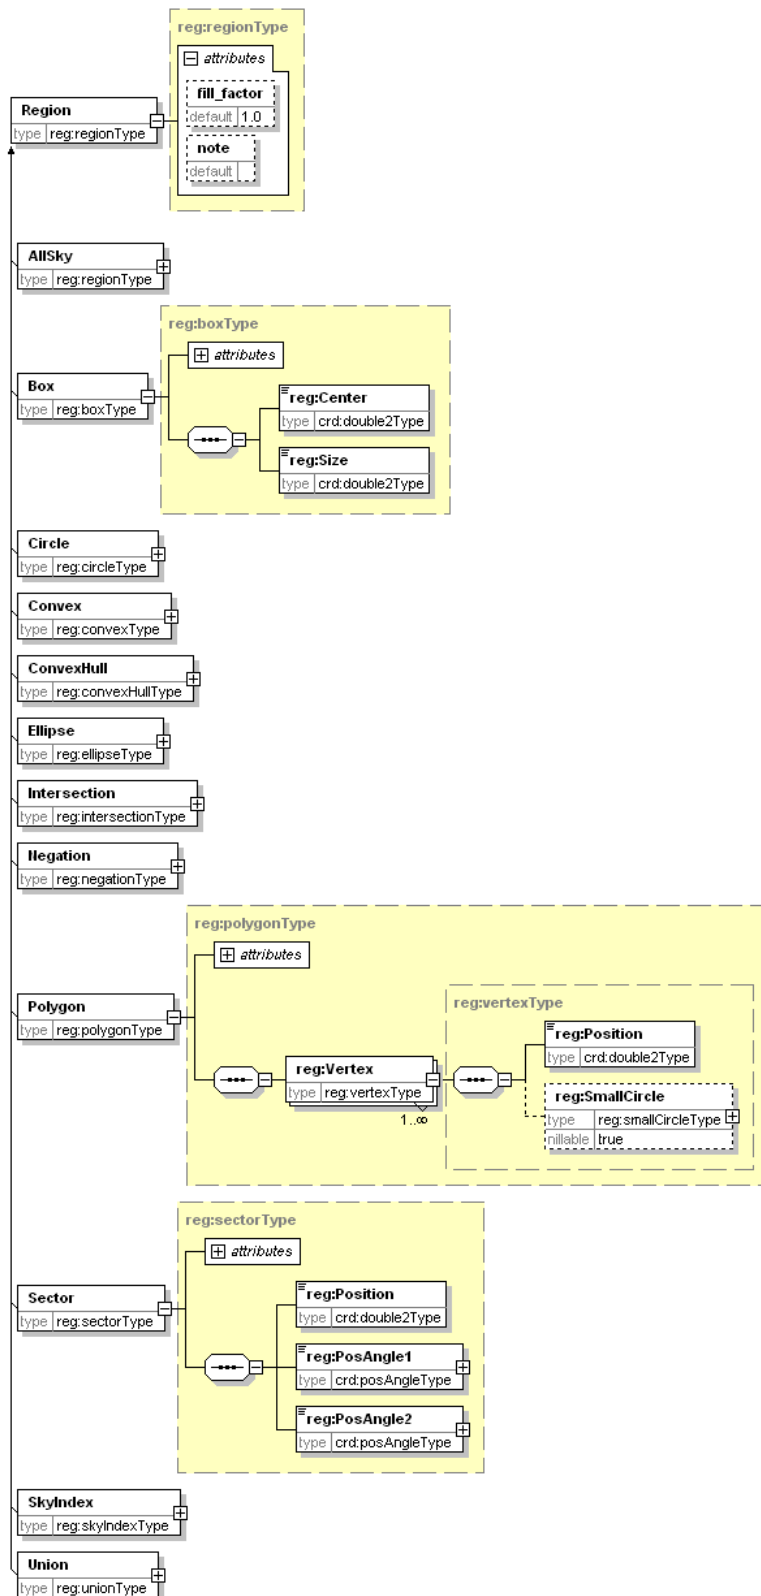 reg:regionType
attributes
fill_factor
default 1.0
Region
type reg:regionType
note
default
AllSky
type reg:regionType
reg:boxType
attributes
Box
type reg:boxType
reg:Center
type crd:double2Type
reg:Size
type crd:double2Type
Circle
type reg:circleType
Convex
type reg:convexType
ConvexHull
type reg:convexHullType
Ellipse
type reg:ellipseType
Intersection
type reg:intersectionType
Negation
type reg:negationType
reg:polygonType
attributes
Polygon
type reg:polygonType
reg:Vertex
type reg:vertexType
1..∞
reg:vertexType
reg:Position
type crd:double2Type
reg:SmallCircle
type reg:smallCircleType
nillable true
reg:sectorType
attributes
Sector
type reg:sectorType
reg:Position
type crd:double2Type
reg:PosAngle1
type crd:posAngleType
reg:PosAngle2
type crd:posAngleType
SkyIndex
type reg:skyIndexType
Union
type reg:unionType